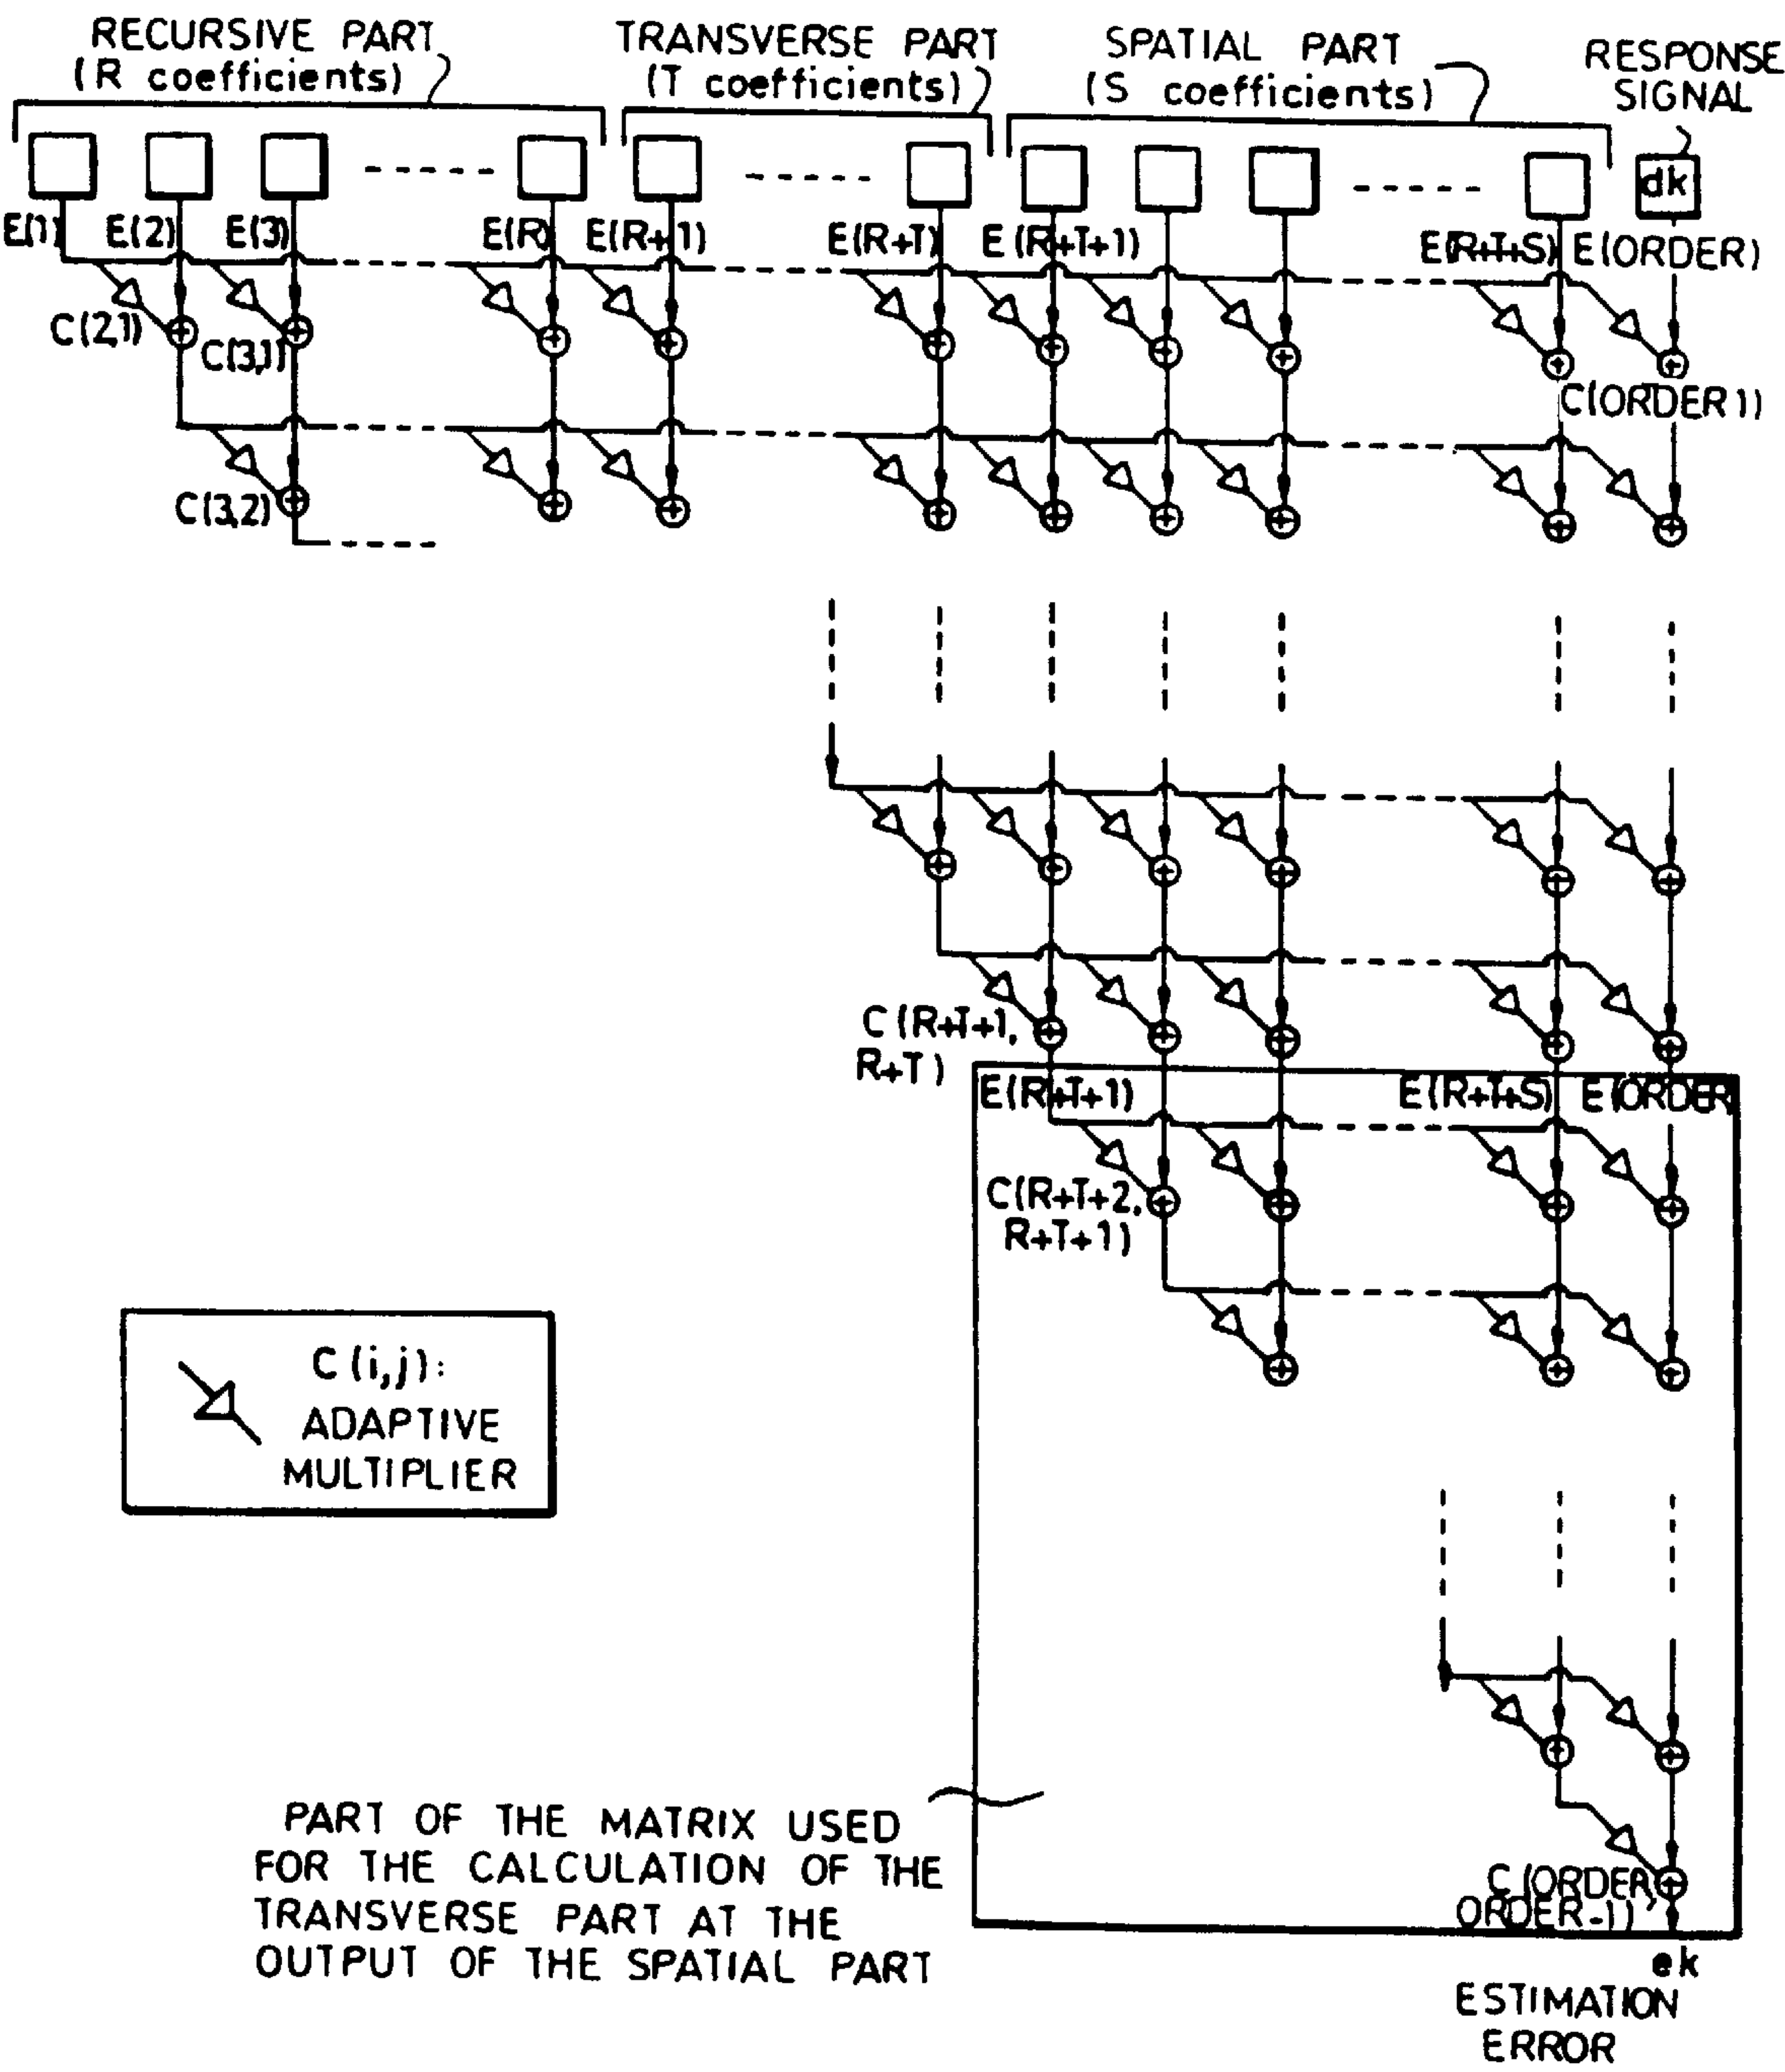 RECURSIVE PART
(R coefficients)
TRANSVERSE PART
(T coefficients)
SPATIAL PART
(S coefficients)
RESPONSE
SIGNAL
dk
E(1)
E(2)
E(3)
E(R)
E(R+1)
E(R+T)
E(R+T+1)
E(R+T+S)
E(ORDER)
C(2,1)
C(3,1)
C(ORDER 1)
C(3,2)
C(R+T+1,
R+T)
E(R+T+1)
E(R+T+S)
E(ORDER
C(R+T+2,
R+T+1)
C(i,j):
ADAPTIVE
MULTIPLIER
PART OF THE MATRIX USED
FOR THE CALCULATION OF THE
TRANSVERSE PART AT THE
OUTPUT OF THE SPATIAL PART
C(ORDER,
ORDER-1)
ek
ESTIMATION
ERROR